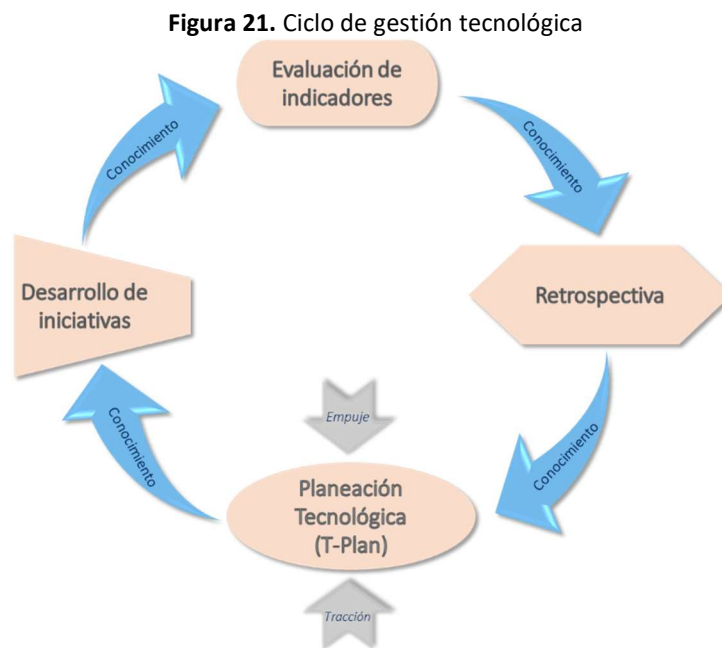 Figura 21. Ciclo de gestión tecnológica
Evaluación de
indicadores
Conocimiento
Conocimiento
Desarrollo de
iniciativas
Retrospectiva
Empuje
Conocimiento
Conocimiento
Planeación
Tecnológica
(T-Plan)
Tracción